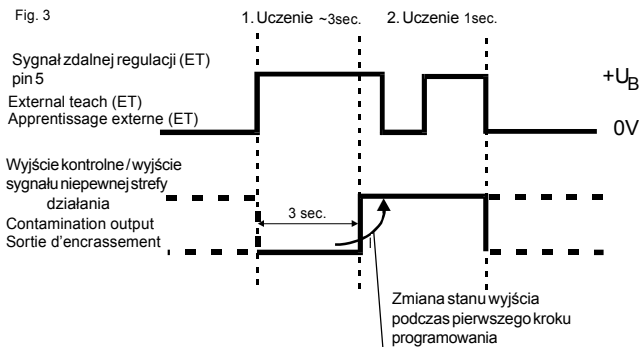 Fig. 3
1. Uczenie ~3sec.
2. Uczenie 1sec.
Sygnał zdalnej regulacji (ET)
pin 5
External teach (ET)
Apprentissage externe (ET)
+UB
0V
Wyjście kontrolne / wyjście
sygnału niepewnej strefy
działania
Contamination output
Sortie d'encrassement
3 sec.
Zmiana stanu wyjścia
podczas pierwszego kroku
programowania